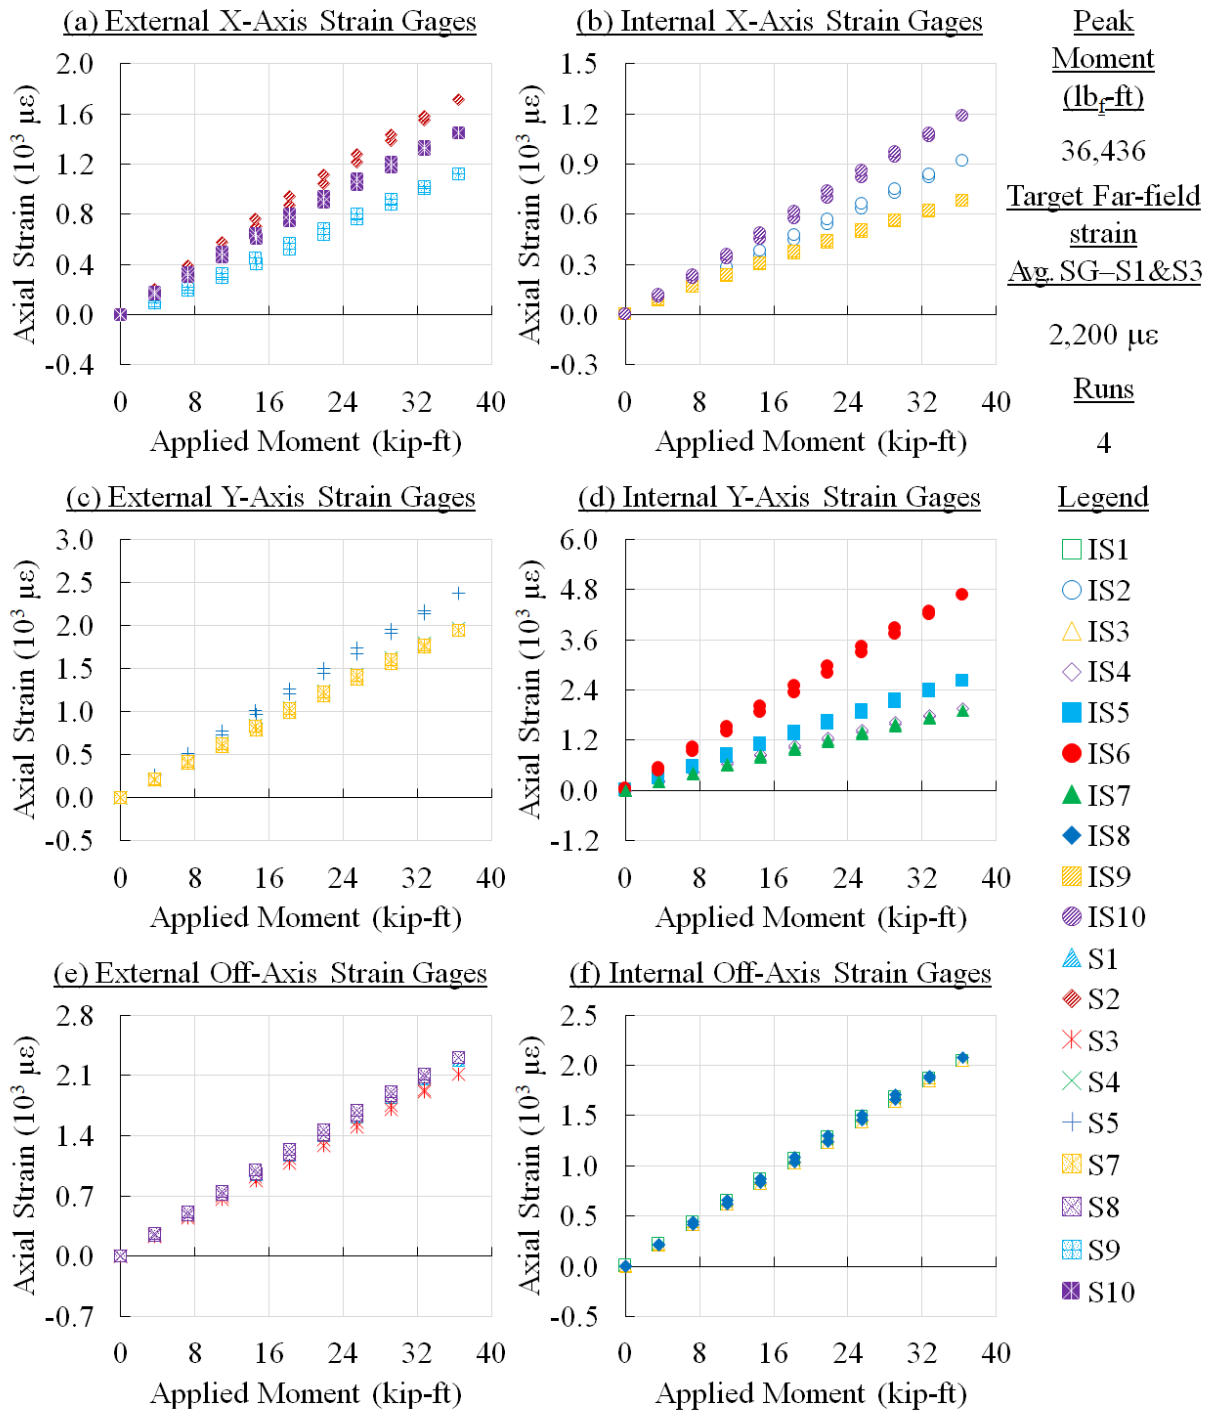 (a) External X-Axis Strain Gages
Axial Strain (10³ µε)
2.0
1.6
1.2
0.8
0.4
0.0
-0.4
0 8 16 24 32 40
Applied Moment (kip-ft)
(b) Internal X-Axis Strain Gages
Axial Strain (10³ µε)
1.5
1.2
0.9
0.6
0.3
0.0
-0.3
0 8 16 24 32 40
Applied Moment (kip-ft)
Peak
Moment
(lbf-ft)
36,436
Target Far-field
strain
Avg. SG–S1&S3
2,200 µε
Runs
4
(c) External Y-Axis Strain Gages
Axial Strain (10³ µε)
3.0
2.5
2.0
1.5
1.0
0.5
0.0
-0.5
0 8 16 24 32 40
Applied Moment (kip-ft)
(d) Internal Y-Axis Strain Gages
Axial Strain (10³ µε)
6.0
4.8
3.6
2.4
1.2
0.0
-1.2
0 8 16 24 32 40
Applied Moment (kip-ft)
(e) External Off-Axis Strain Gages
Axial Strain (10³ µε)
2.8
2.1
1.4
0.7
0.0
-0.7
0 8 16 24 32 40
Applied Moment (kip-ft)
(f) Internal Off-Axis Strain Gages
Axial Strain (10³ µε)
2.5
2.0
1.5
1.0
0.5
0.0
-0.5
0 8 16 24 32 40
Applied Moment (kip-ft)
Legend
IS1
IS2
IS3
IS4
IS5
IS6
IS7
IS8
IS9
IS10
S1
S2
S3
S4
S5
S7
S8
S9
S10